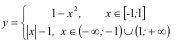 y = { 1 - x², x ∈ [-1;1]
|x| - 1, x ∈ (-∞; -1) ∪ (1; +∞)